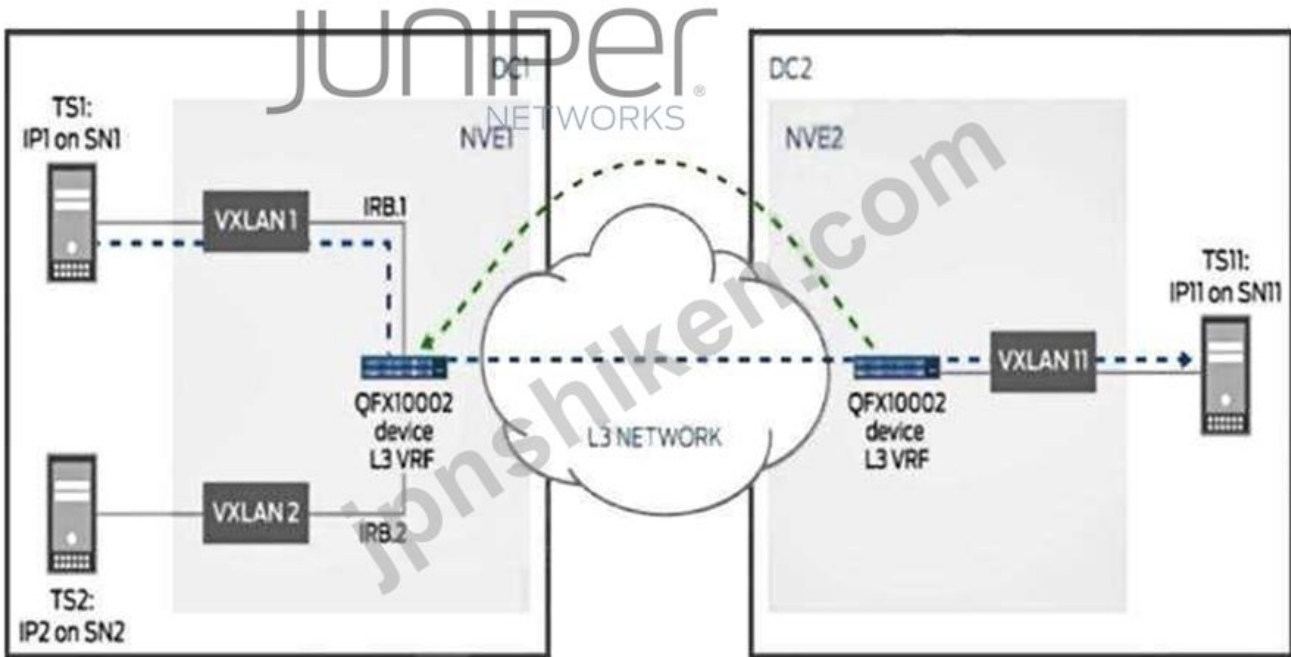 JUNIPER
NETWORKS
DC1
NVE1
TS1:
IP1 on SN1
VXLAN 1
IRB.1
QFX10002
device
L3 VRF
VXLAN 2
IRB.2
TS2:
IP2 on SN2
L3 NETWORK
DC2
NVE2
QFX10002
device
L3 VRF
VXLAN 11
TS11:
IP11 on SN11
jpnshiken.com